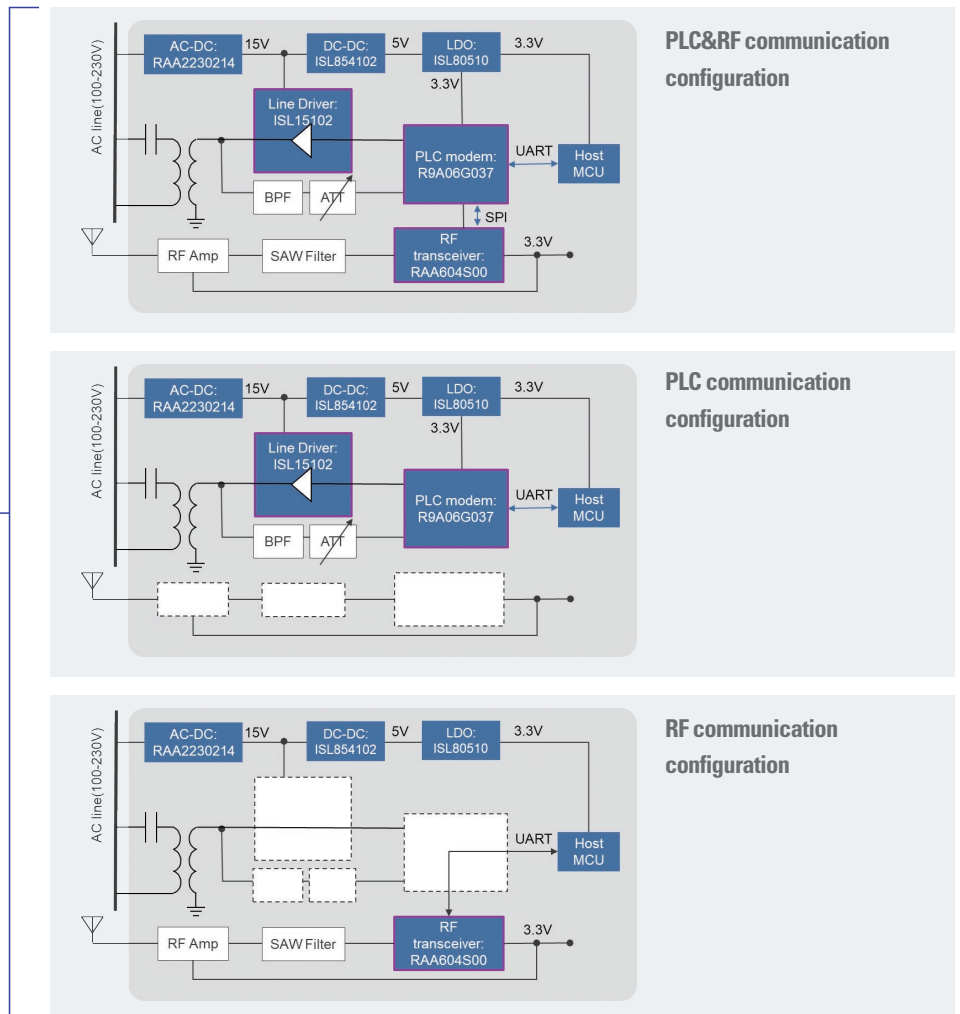 PLC&RF communication
configuration
AC line(100-230V)
AC-DC:
RAA2230214
15V
DC-DC:
ISL854102
5V
LDO:
ISL80510
3.3V
3.3V
Line Driver:
ISL15102
PLC modem:
R9A06G037
UART
Host
MCU
BPF
ATT
SPI
RF Amp
SAW Filter
RF
transceiver:
RAA604S00
3.3V
PLC communication
configuration
AC line(100-230V)
AC-DC:
RAA2230214
15V
DC-DC:
ISL854102
5V
LDO:
ISL80510
3.3V
3.3V
Line Driver:
ISL15102
PLC modem:
R9A06G037
UART
Host
MCU
BPF
ATT
RF communication
configuration
AC line(100-230V)
AC-DC:
RAA2230214
15V
DC-DC:
ISL854102
5V
LDO:
ISL80510
3.3V
UART
Host
MCU
RF Amp
SAW Filter
RF
transceiver:
RAA604S00
3.3V